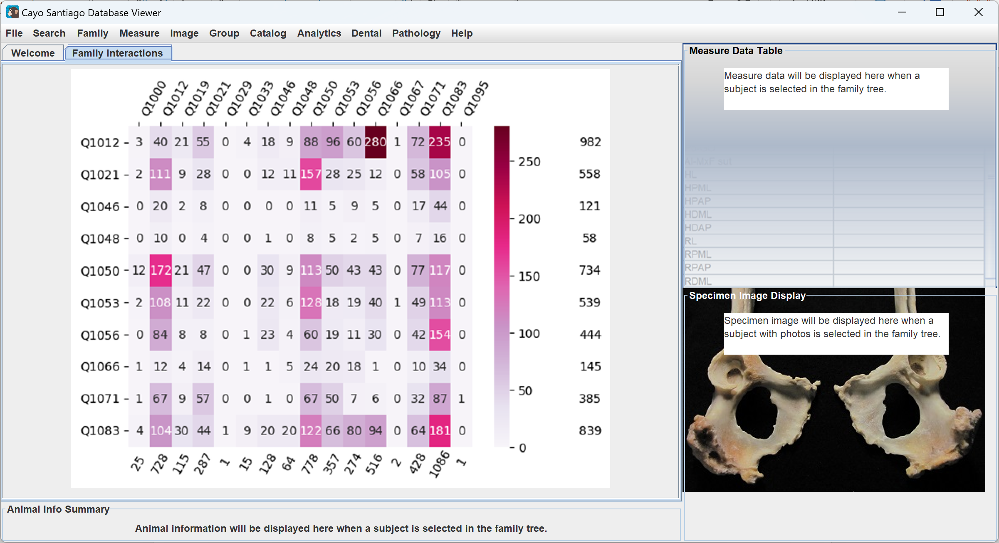 Cayo Santiago Database Viewer
File Search Family Measure Image Group Catalog Analytics Dental Pathology Help
Welcome Family Interactions
Q1000 Q1012 Q1019 Q1021 Q1029 Q1033 Q1046 Q1048 Q1050 Q1053 Q1056 Q1066 Q1067 Q1071 Q1083 Q1095
Q1012 3 40 21 55 0 4 18 9 88 96 60 280 1 72 235 0 982
Q1021 2 111 9 28 0 0 12 11 157 28 25 12 0 58 105 0 558
Q1046 0 20 2 8 0 0 0 0 11 5 9 5 0 17 44 0 121
Q1048 0 10 0 4 0 0 1 0 8 5 2 5 0 7 16 0 58
Q1050 12 172 21 47 0 0 30 9 113 50 43 43 0 77 117 0 734
Q1053 2 108 11 22 0 0 22 6 128 18 19 40 1 49 113 0 539
Q1056 0 84 8 8 0 1 23 4 60 19 11 30 0 42 154 0 444
Q1066 1 12 4 14 0 1 1 5 24 20 18 1 0 10 34 0 145
Q1071 1 67 9 57 0 0 1 0 67 50 7 6 0 32 87 1 385
Q1083 4 104 30 44 1 9 20 20 122 66 80 94 0 64 181 0 839
25 728 115 287 1 15 128 64 778 357 274 516 2 428 1086 1
250
200
150
100
50
0
Measure Data Table
Measure data will be displayed here when a
subject is selected in the family tree.
Al-MxF sut
HL
HPML
HPAP
HDML
HDAP
RL
RPML
RPAP
RDML
Specimen Image Display
Specimen image will be displayed here when a
subject with photos is selected in the family tree.
Animal Info Summary
Animal information will be displayed here when a subject is selected in the family tree.